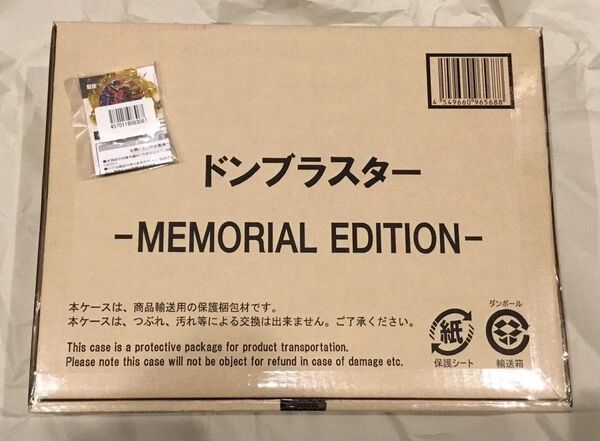 4 549660 965688
4570118083067
ドンブラスター
-MEMORIAL EDITION-
本ケースは、商品輸送用の保護梱包材です。
本ケースは、つぶれ、汚れ等による交換は出来ません。ご了承ください。
This case is a protective package for product transportation.
Please note this case will not be object for refund in case of damage etc.
紙
保護シート
ダンボール
輸送箱